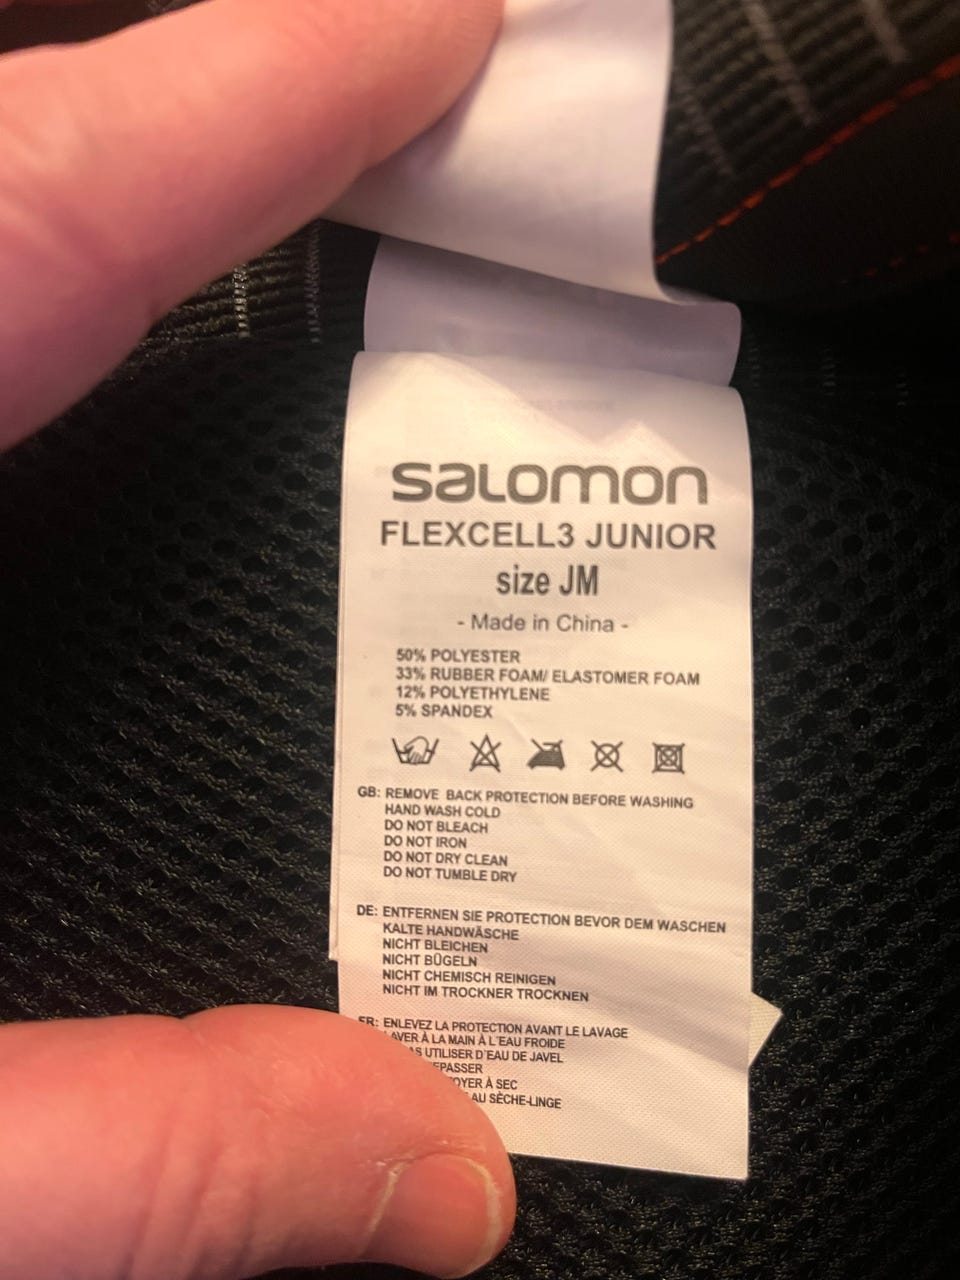 salomon
FLEXCELL3 JUNIOR
size JM
- Made in China -
50% POLYESTER
33% RUBBER FOAM/ ELASTOMER FOAM
12% POLYETHYLENE
5% SPANDEX
GB: REMOVE BACK PROTECTION BEFORE WASHING
HAND WASH COLD
DO NOT BLEACH
DO NOT IRON
DO NOT DRY CLEAN
DO NOT TUMBLE DRY
DE: ENTFERNEN SIE PROTECTION BEVOR DEM WASCHEN
KALTE HANDWÄSCHE
NICHT BLEICHEN
NICHT BÜGELN
NICHT CHEMISCH REINIGEN
NICHT IM TROCKNER TROCKNEN
FR: ENLEVEZ LA PROTECTION AVANT LE LAVAGE
LAVER À LA MAIN À L'EAU FROIDE
UTILISER D'EAU DE JAVEL
À SEC
AU SÈCHE-LINGE